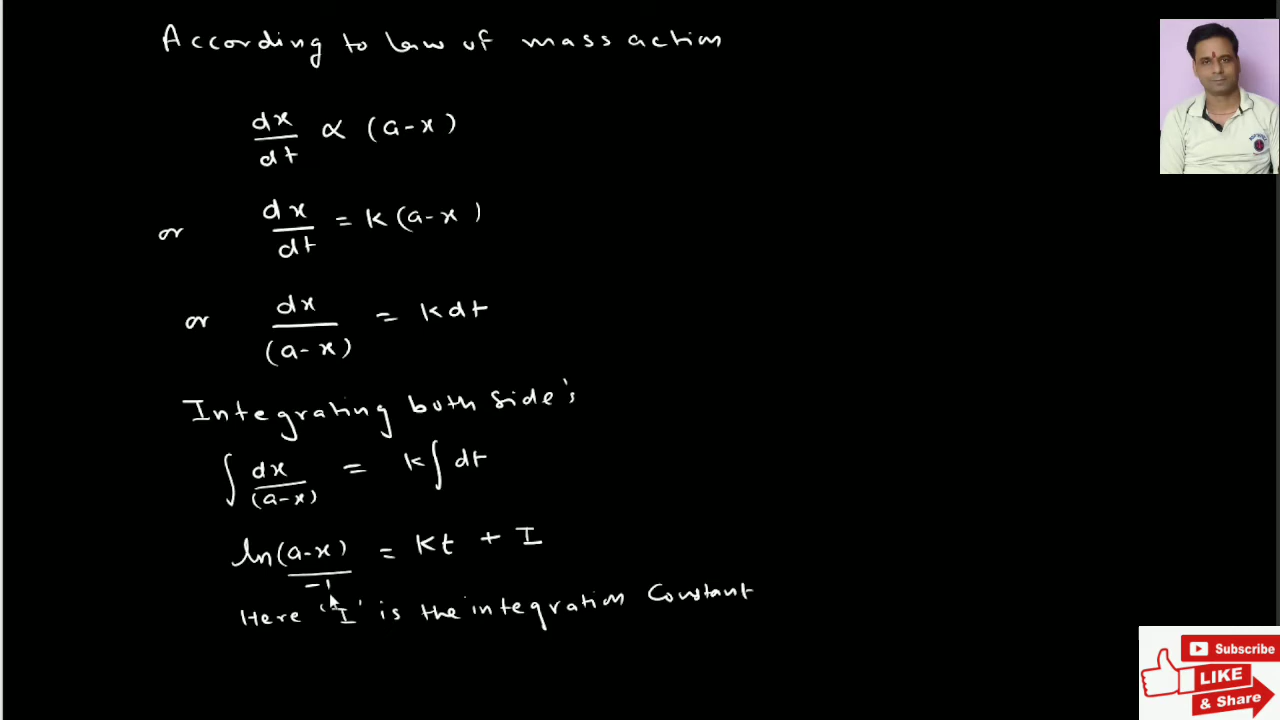 According to law of mass action
dx/dt ∝ (a-x)
or dx/dt = K(a-x)
or dx/(a-x) = Kdt
Integrating both side's
∫ dx/(a-x) = K∫dt
ln(a-x)/-1 = Kt + I
Here 'I' is the integration Constant
Subscribe
LIKE
& Share